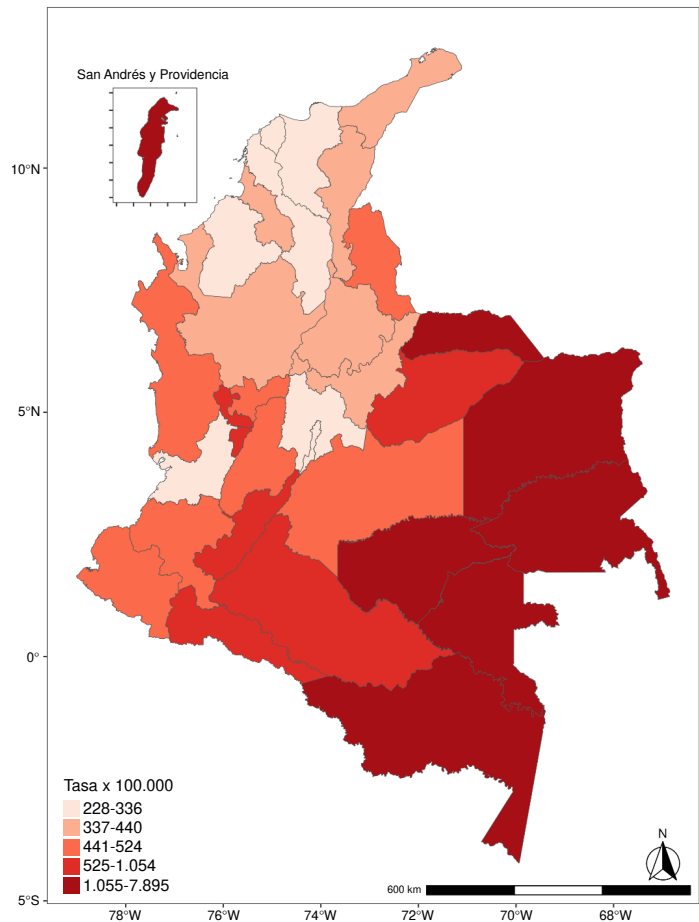 San Andrés y Providencia
10°N
5°N
0°
5°S
Tasa x 100.000
228-336
337-440
441-524
525-1.054
1.055-7.895
N
600 km
78°W
76°W
74°W
72°W
70°W
68°W